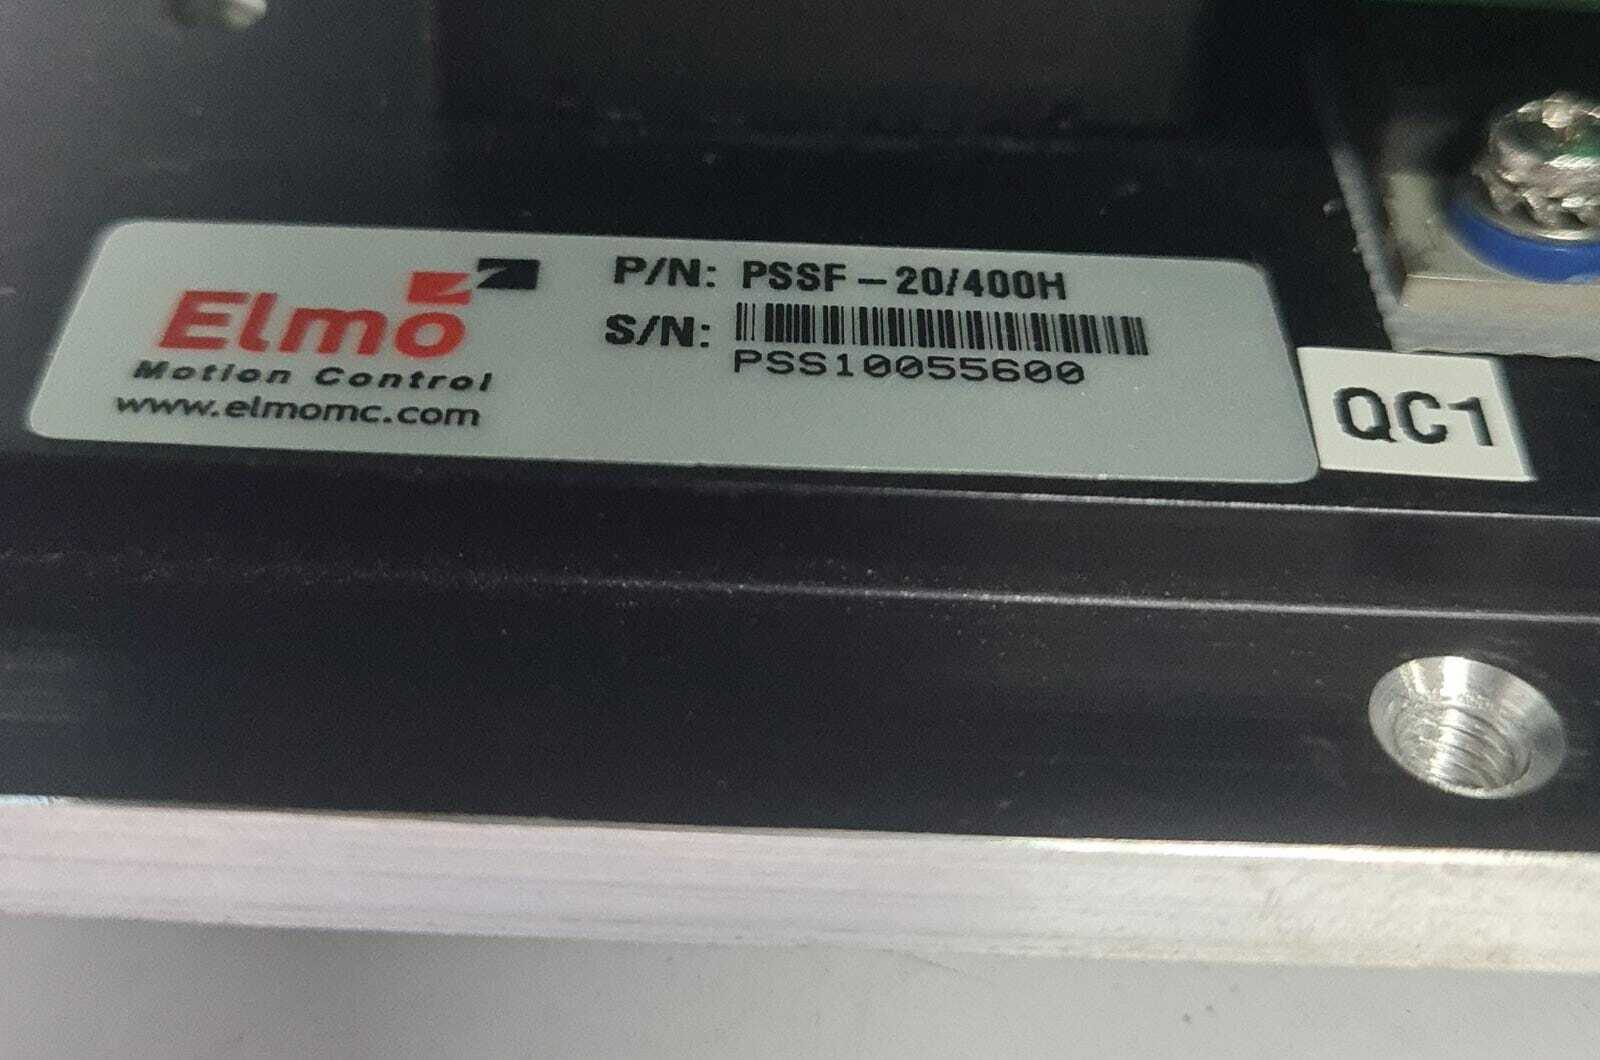 Elmo
Motion Control
www.elmomc.com
P/N: PSSF-20/400H
S/N:
PSS10055600
QC1